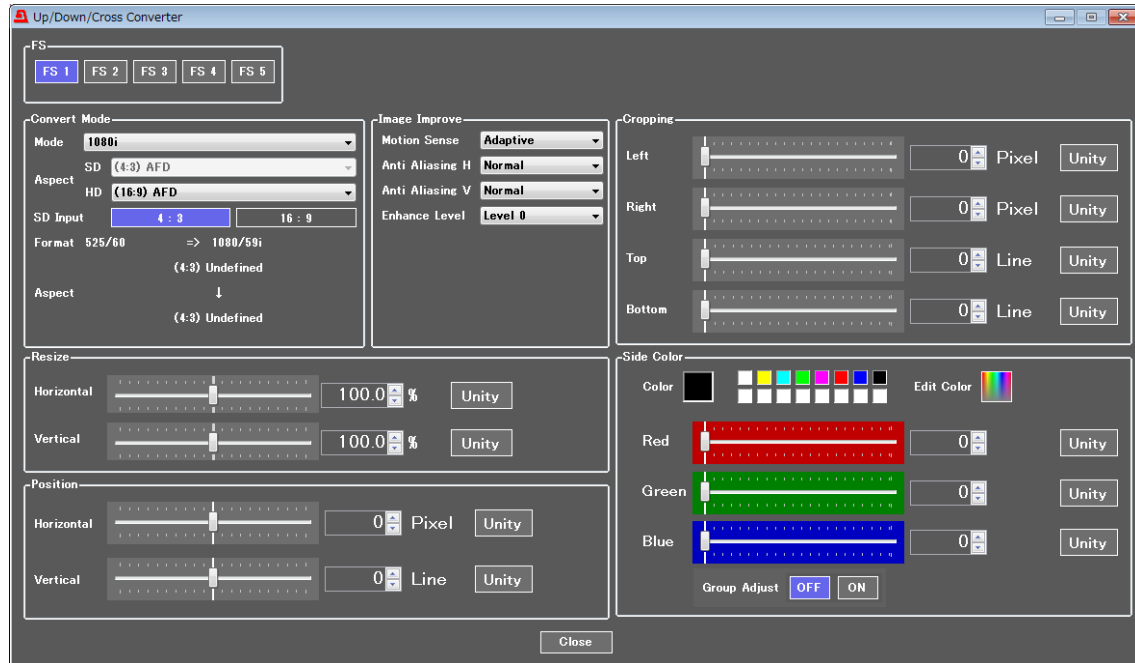 Up/Down/Cross Converter
FS
FS 1 FS 2 FS 3 FS 4 FS 5
Convert Mode
Mode 1080i
Aspect
SD (4:3) AFD
HD (16:9) AFD
SD Input 4 : 3 16 : 9
Format 525/60 => 1080/59i
(4:3) Undefined
Aspect ↓
(4:3) Undefined
Image Improve
Motion Sense Adaptive
Anti Aliasing H Normal
Anti Aliasing V Normal
Enhance Level Level 0
Cropping
Left 0 Pixel Unity
Right 0 Pixel Unity
Top 0 Line Unity
Bottom 0 Line Unity
Resize
Horizontal 100.0 % Unity
Vertical 100.0 % Unity
Position
Horizontal 0 Pixel Unity
Vertical 0 Line Unity
Side Color
Color Edit Color
Red 0 Unity
Green 0 Unity
Blue 0 Unity
Group Adjust OFF ON
Close